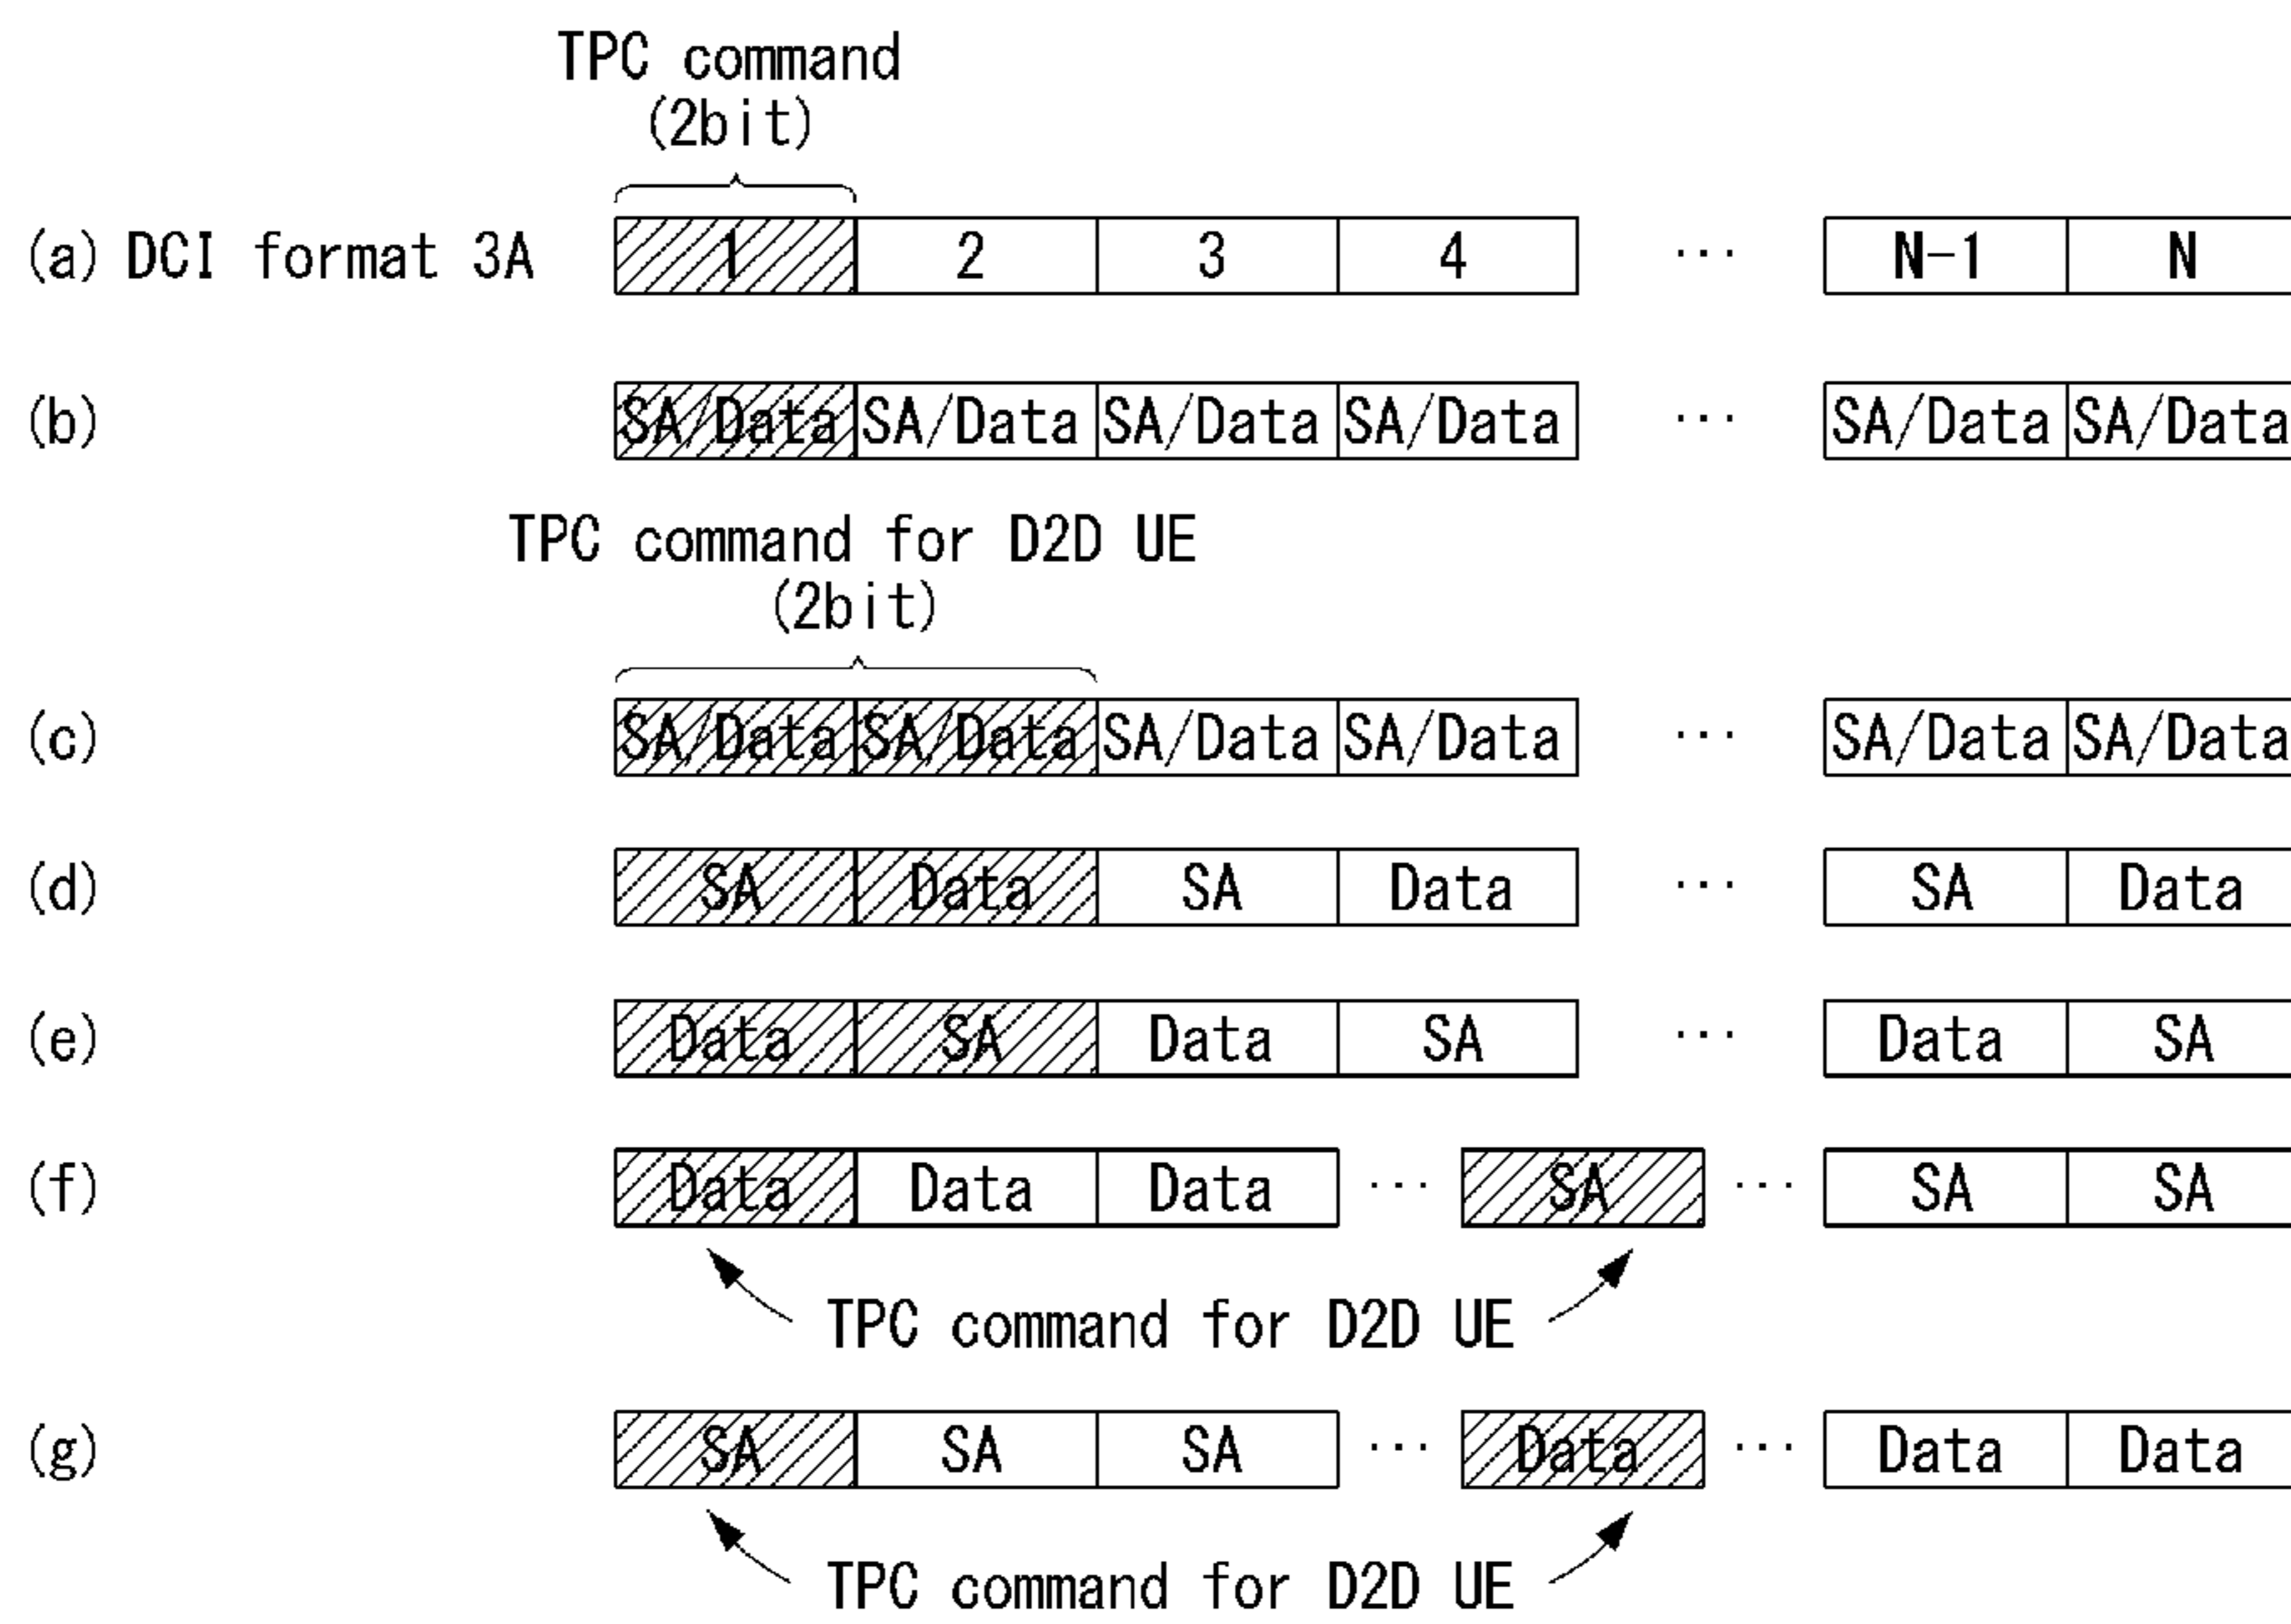 TPC command
(2bit)
(a) DCI format 3A 1 2 3 4 ... N-1 N
(b) SA/Data SA/Data SA/Data SA/Data ... SA/Data SA/Data
TPC command for D2D UE
(2bit)
(c) SA/Data SA/Data SA/Data SA/Data ... SA/Data SA/Data
(d) SA Data SA Data ... SA Data
(e) Data SA Data SA ... Data SA
(f) Data Data Data ... SA ... SA SA
TPC command for D2D UE
(g) SA SA SA ... Data ... Data Data
TPC command for D2D UE